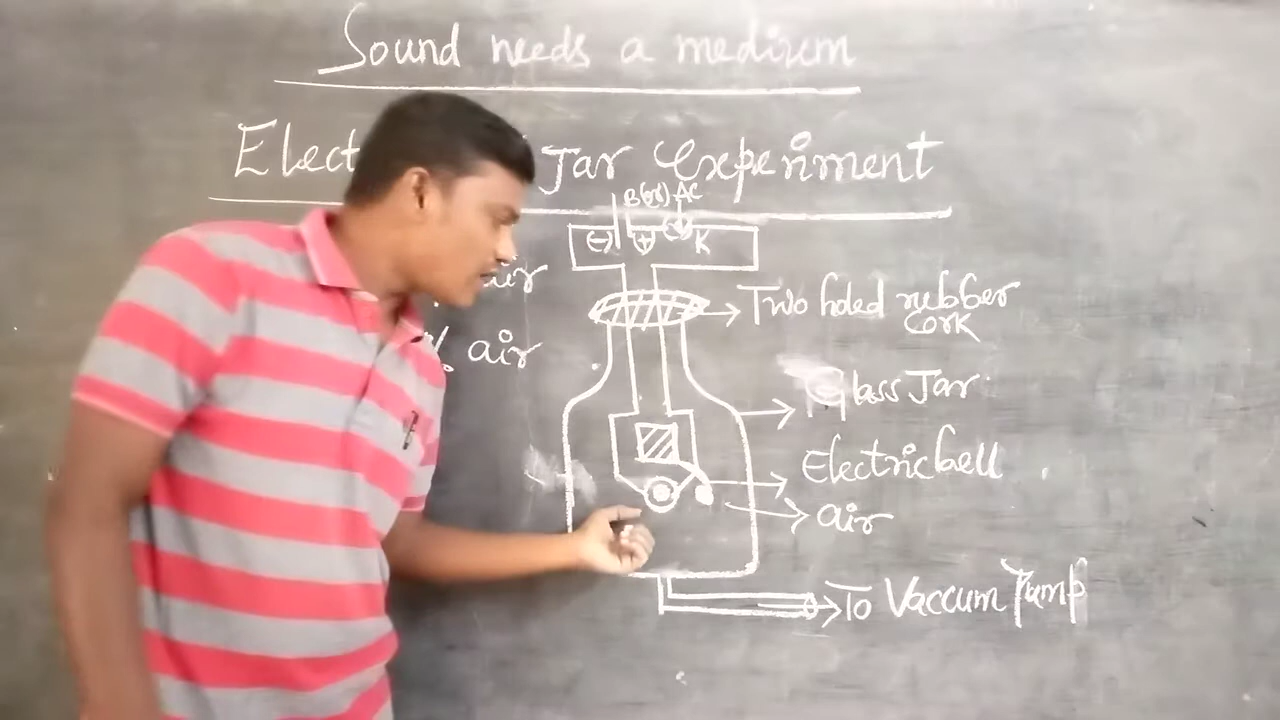 Sound needs a medium
Elect Jar Experiment
B(or) AC
(-) (+) K
air
Two holed rubber
cork
% air
Glass Jar
Electric bell
air
To Vaccum Pump